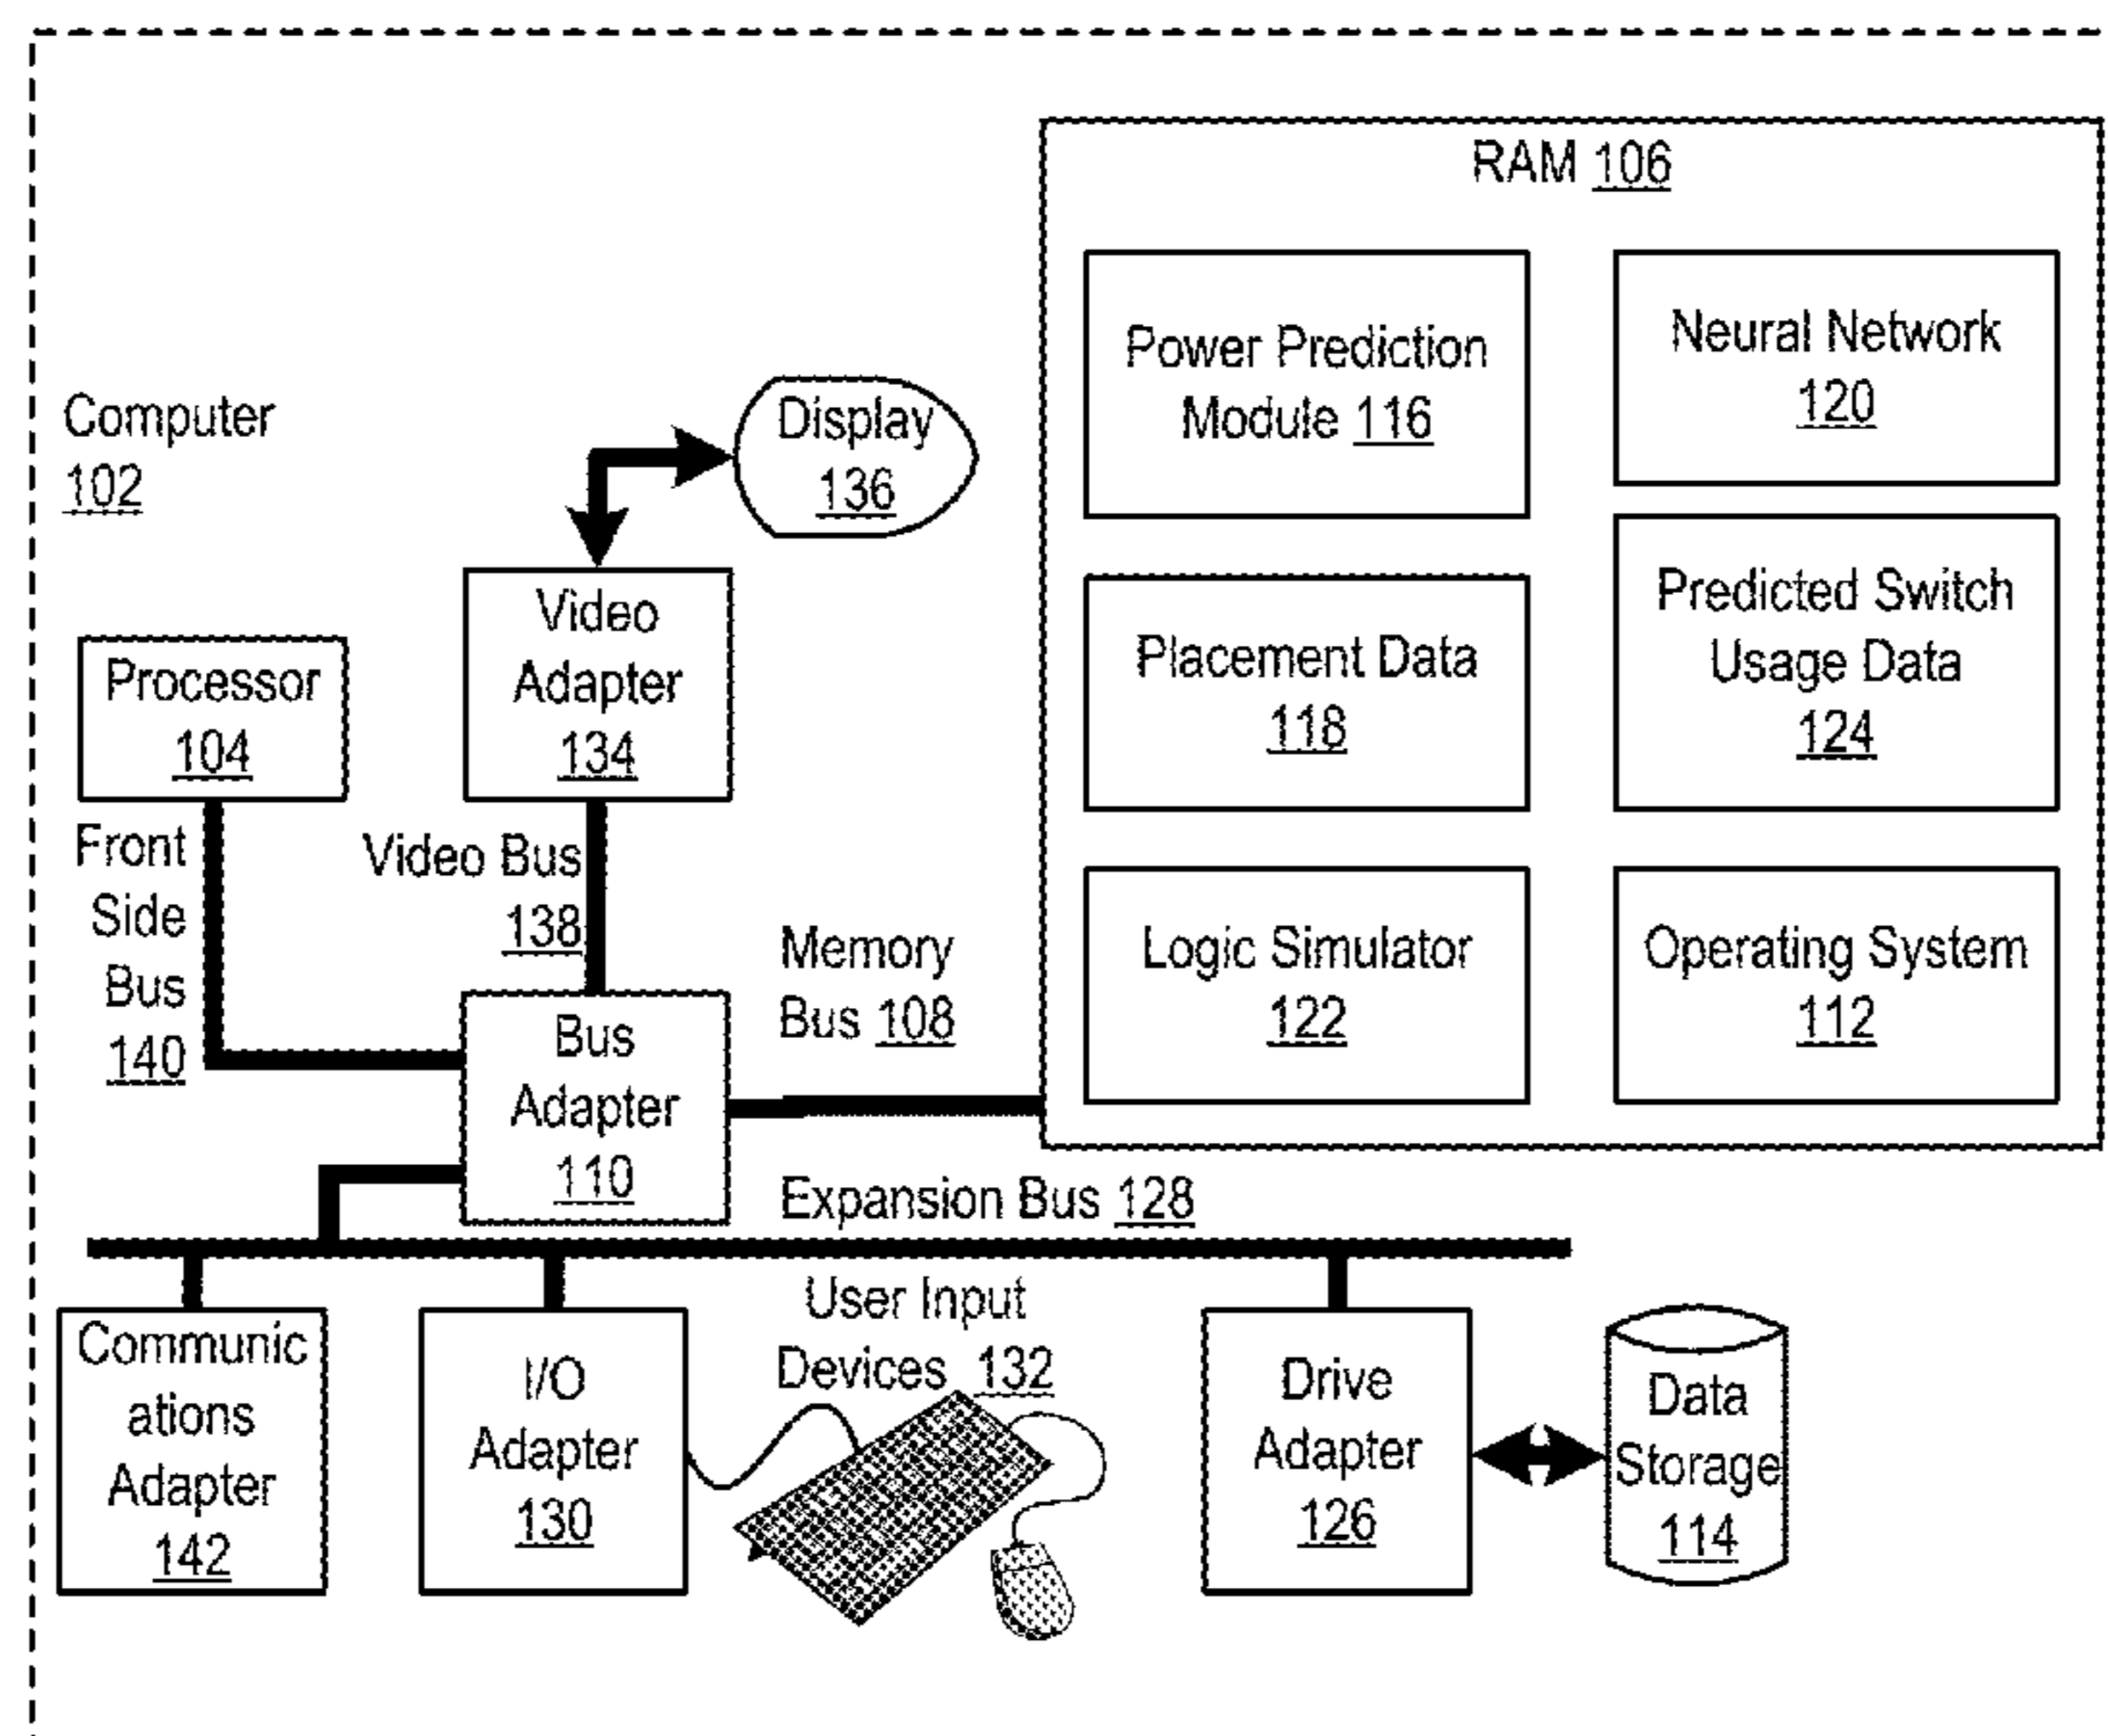 RAM 106
Power Prediction
Module 116
Neural Network
120
Placement Data
118
Predicted Switch
Usage Data
124
Logic Simulator
122
Operating System
112
Computer
102
Display
136
Video
Adapter
134
Processor
104
Front
Side
Bus
140
Video Bus
138
Bus
Adapter
110
Memory
Bus 108
Expansion Bus 128
Communic
ations
Adapter
142
I/O
Adapter
130
User Input
Devices 132
Drive
Adapter
126
Data
Storage
114